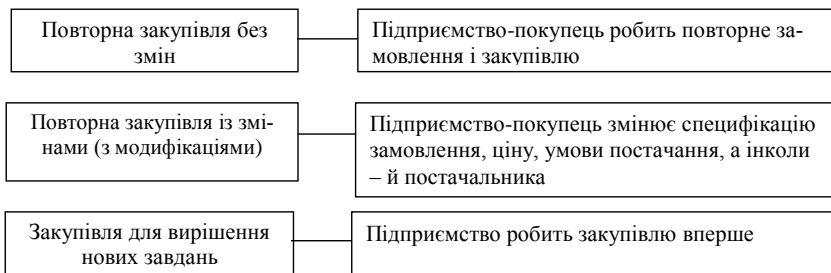 Повторна закупівля без
змін
Підприємство-покупець робить повторне за-
мовлення і закупівлю
Повторна закупівля із змі-
нами (з модифікаціями)
Підприємство-покупець змінює специфікацію
замовлення, ціну, умови постачання, а інколи
– й постачальника
Закупівля для вирішення
нових завдань
Підприємство робить закупівлю вперше